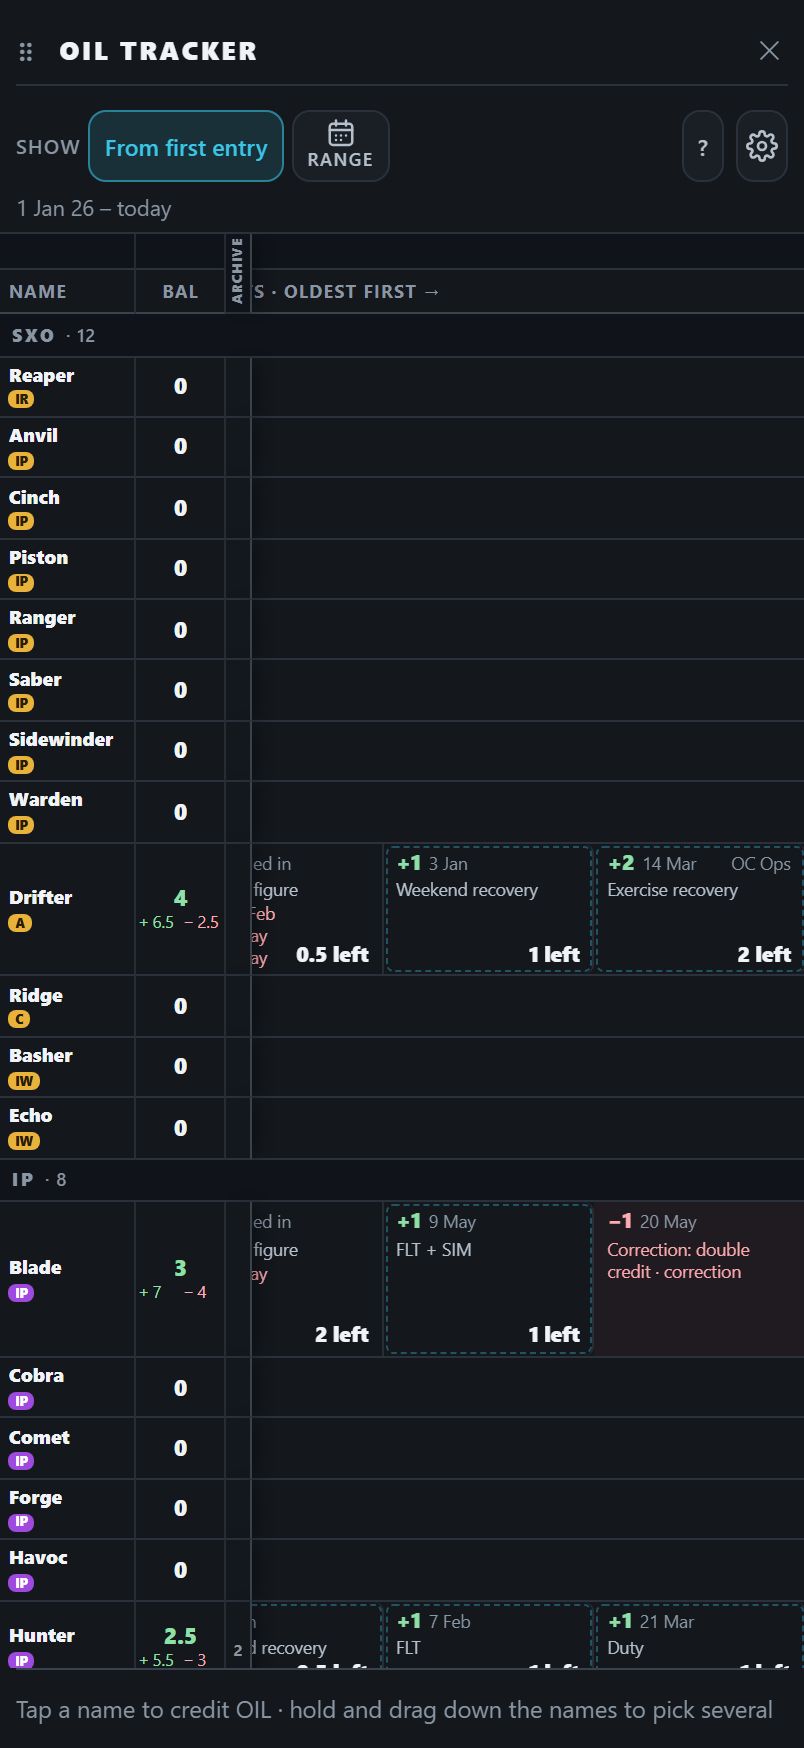 OIL TRACKER
SHOW From first entry RANGE ?
1 Jan 26 – today
ARCHIVE
NAME BAL S · OLDEST FIRST →
SXO · 12
Reaper 0
IR
Anvil 0
IP
Cinch 0
IP
Piston 0
IP
Ranger 0
IP
Saber 0
IP
Sidewinder 0
IP
Warden 0
IP
ed in +1 3 Jan +2 14 Mar OC Ops
figure Weekend recovery Exercise recovery
Drifter 4 Feb
A + 6.5 − 2.5 ay
ay 0.5 left 1 left 2 left
Ridge 0
C
Basher 0
IW
Echo 0
IW
IP · 8
ed in +1 9 May −1 20 May
figure FLT + SIM Correction: double
Blade 3 ay credit · correction
IP + 7 − 4
2 left 1 left
Cobra 0
IP
Comet 0
IP
Forge 0
IP
Havoc 0
IP
+1 7 Feb +1 21 Mar
Hunter 2.5 recovery FLT Duty
IP + 5.5 − 3 2
Tap a name to credit OIL · hold and drag down the names to pick several